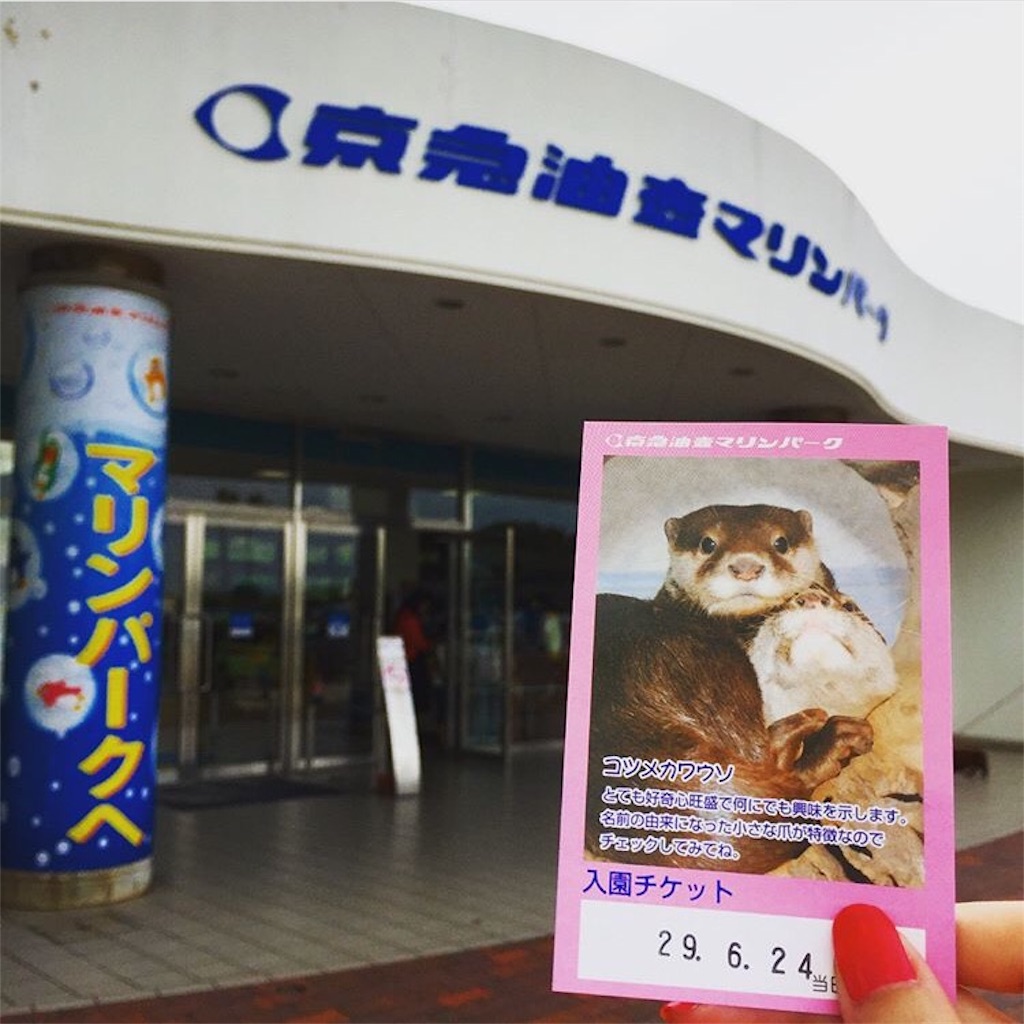 京急油壺マリンパーク
マリンパークへ
京急油壺マリンパーク
コツメカワウソ
とても好奇心旺盛で何にでも興味を示します。
名前の由来になった小さな爪が特徴なので
チェックしてみてね。
入園チケット
29. 6. 24
当日